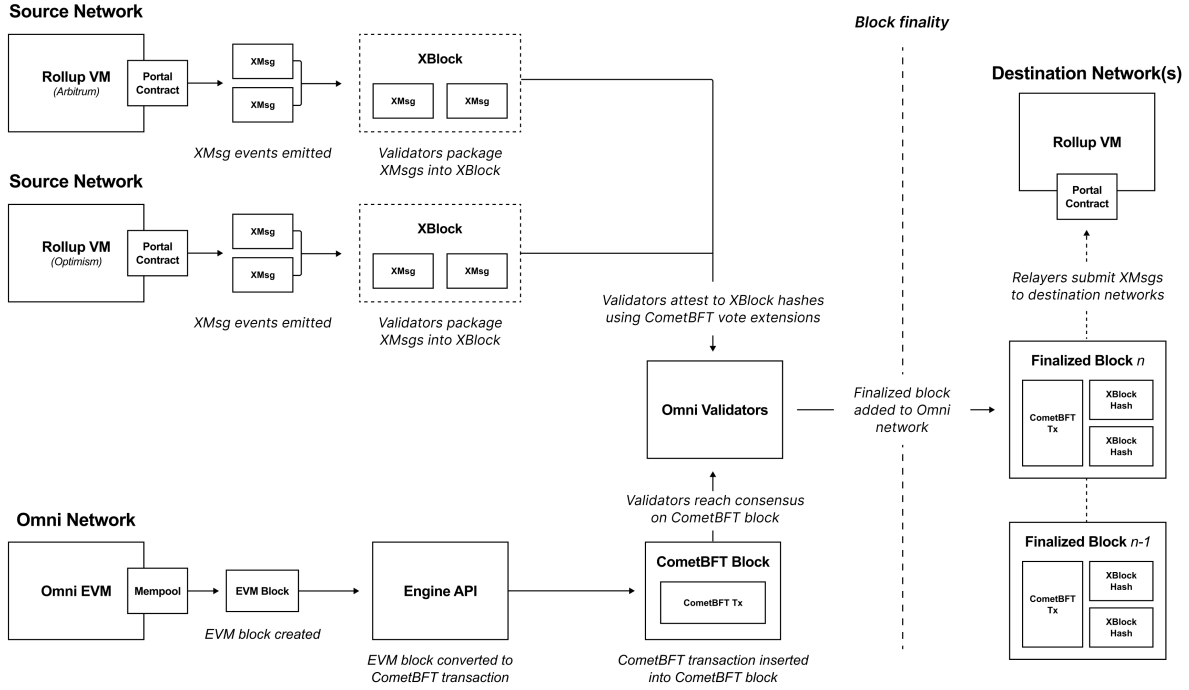 Source Network
Rollup VM
(Arbitrum)
Portal
Contract
XMsg
XMsg
XMsg events emitted
XBlock
XMsg
XMsg
Validators package
XMsgs into XBlock
Source Network
Rollup VM
(Optimism)
Portal
Contract
XMsg
XMsg
XMsg events emitted
XBlock
XMsg
XMsg
Validators package
XMsgs into XBlock
Validators attest to XBlock hashes
using CometBFT vote extensions
Omni Validators
Validators reach consensus
on CometBFT block
Omni Network
Omni EVM
Mempool
EVM Block
EVM block created
Engine API
EVM block converted to
CometBFT transaction
CometBFT Block
CometBFT Tx
CometBFT transaction inserted
into CometBFT block
Block finality
Finalized block
added to Omni
network
Destination Network(s)
Rollup VM
Portal
Contract
Relayers submit XMsgs
to destination networks
Finalized Block n
CometBFT
Tx
XBlock
Hash
XBlock
Hash
Finalized Block n-1
CometBFT
Tx
XBlock
Hash
XBlock
Hash